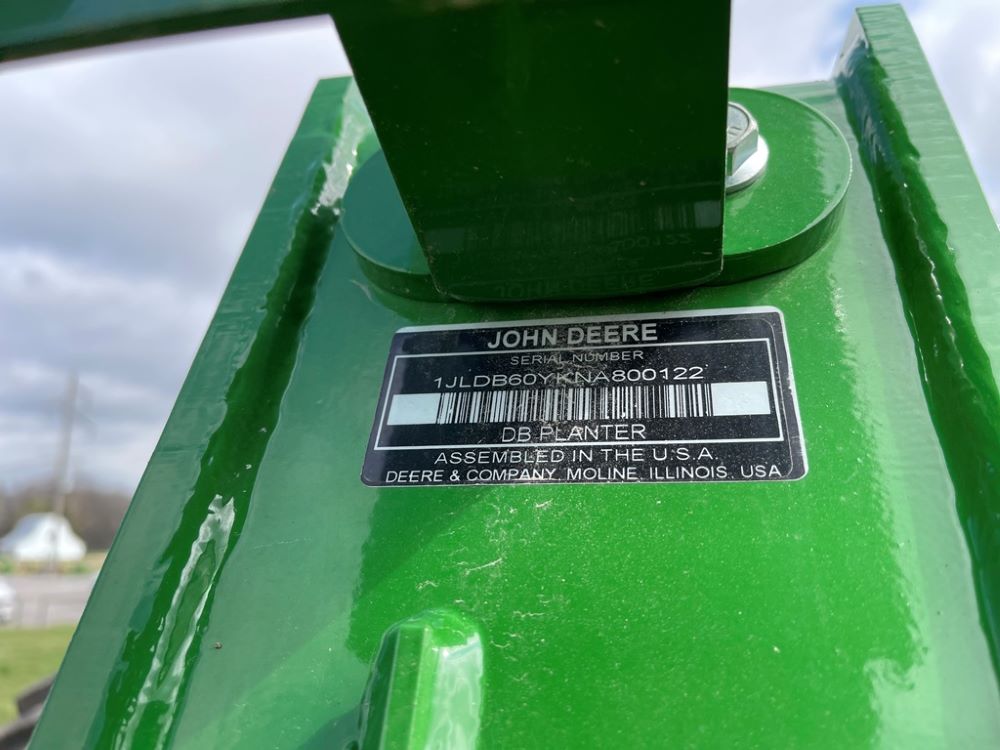 JOHN DEERE
SERIAL NUMBER
1JLDB60YKNA800122
DB PLANTER
ASSEMBLED IN THE U.S.A.
DEERE & COMPANY, MOLINE, ILLINOIS, USA